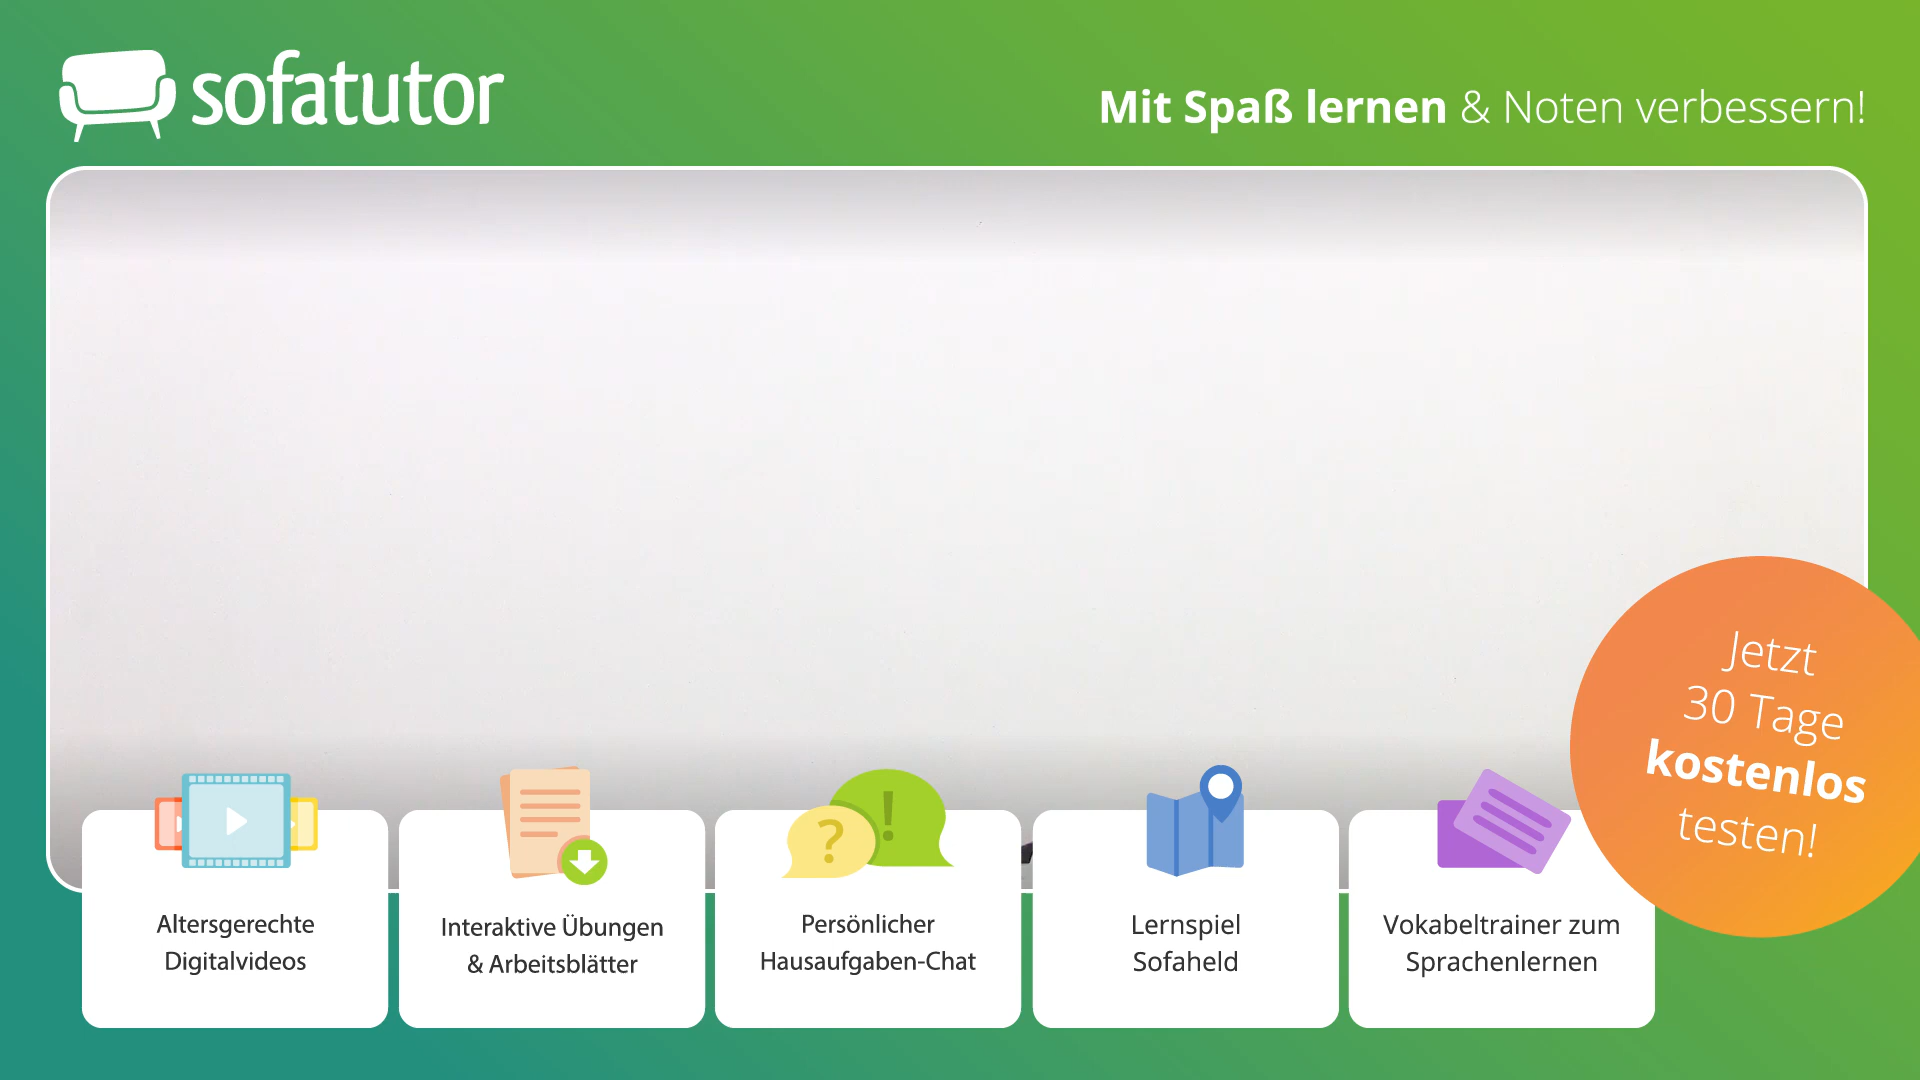 sofatutor
Mit Spaß lernen & Noten verbessern!
Jetzt
30 Tage
kostenlos
testen!
?
!
Altersgerechte
Digitalvideos
Interaktive Übungen
& Arbeitsblätter
Persönlicher
Hausaufgaben-Chat
Lernspiel
Sofaheld
Vokabeltrainer zum
Sprachenlernen